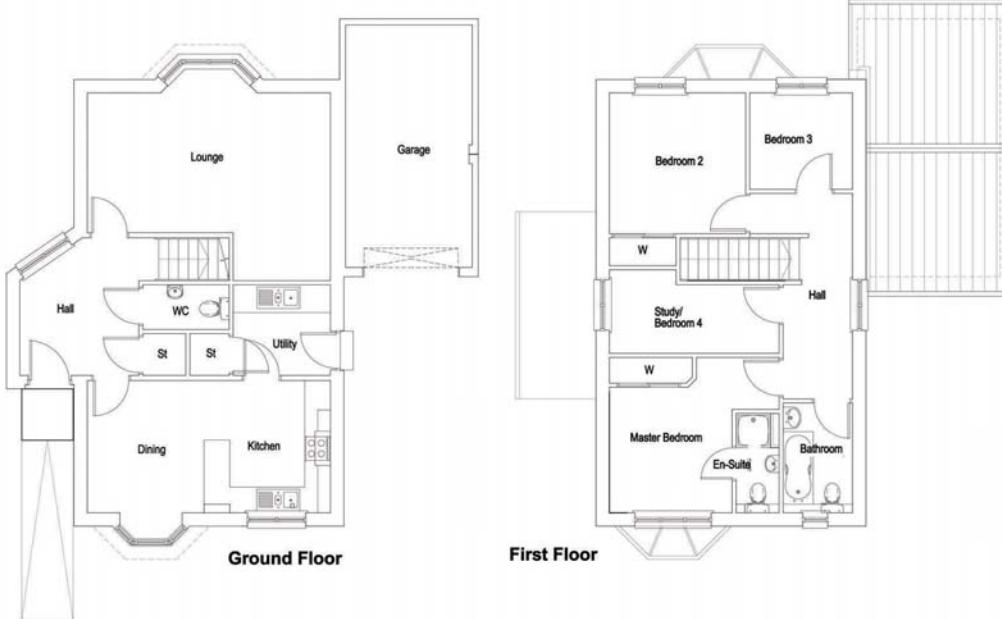 Lounge
Garage
Hall
WC
St
St
Utility
Dining
Kitchen
Ground Floor
Bedroom 2
Bedroom 3
W
Study/
Bedroom 4
Hall
W
Master Bedroom
En-Suite
Bathroom
First Floor